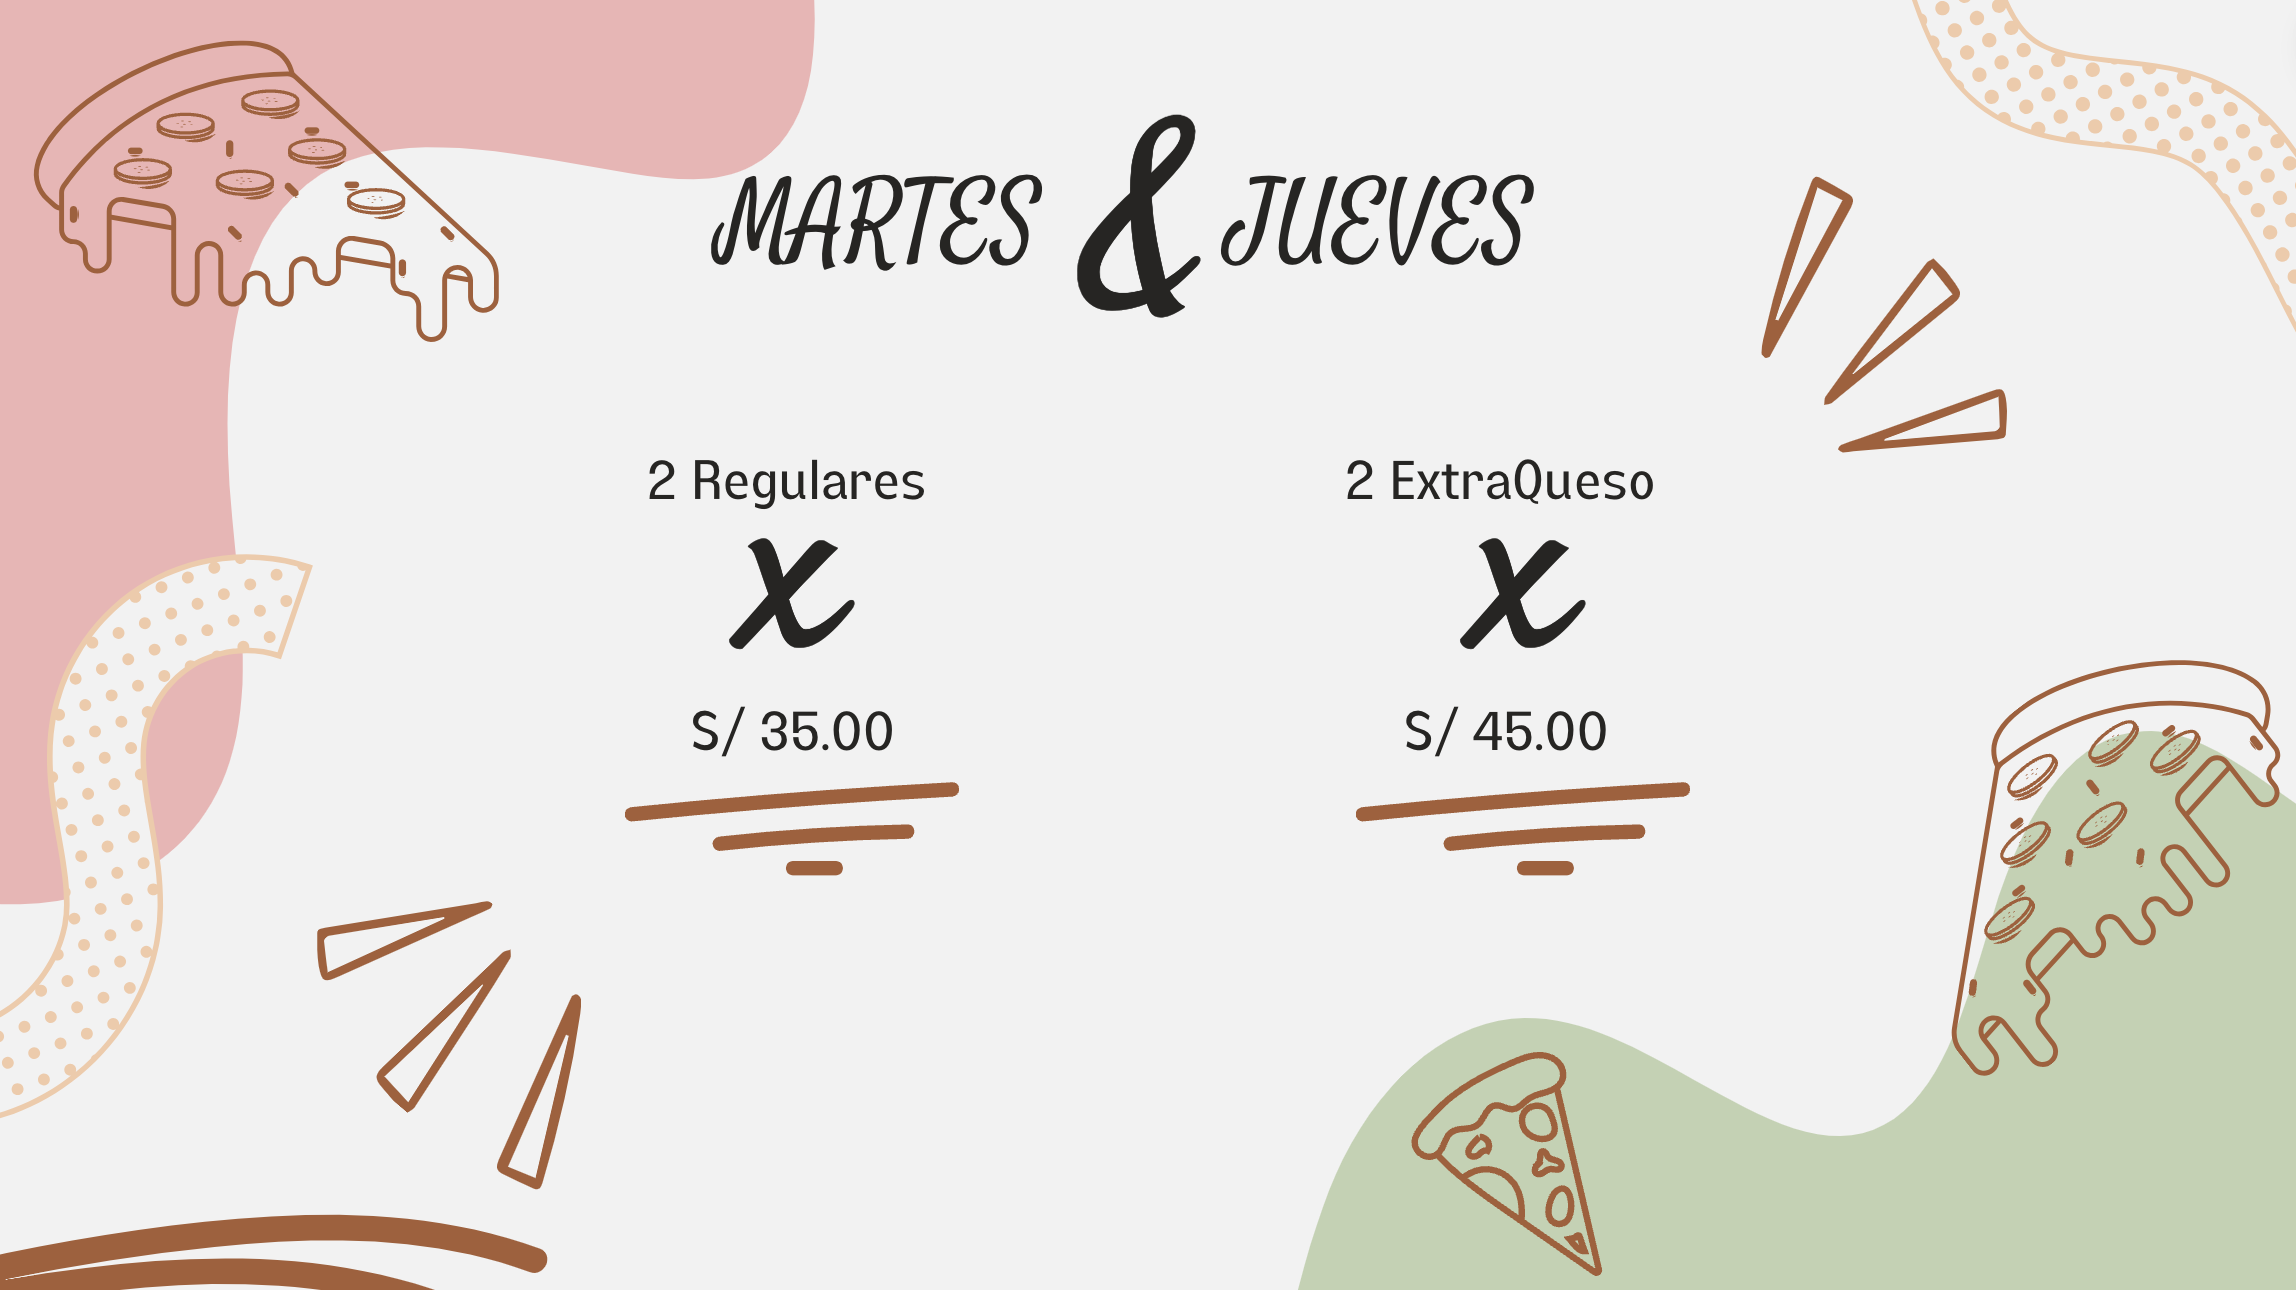 MARTES & JUEVES
2 Regulares
x
S/ 35.00
2 ExtraQueso
x
S/ 45.00